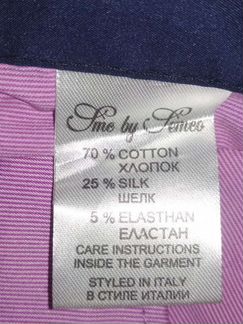 Sme by Semco
70 % COTTON
ХЛОПОК
25 % SILK
ШЕЛК
5 % ELASTHAN
ЕЛАСТАН
CARE INSTRUCTIONS
INSIDE THE GARMENT
STYLED IN ITALY
В СТИЛЕ ИТАЛИИ